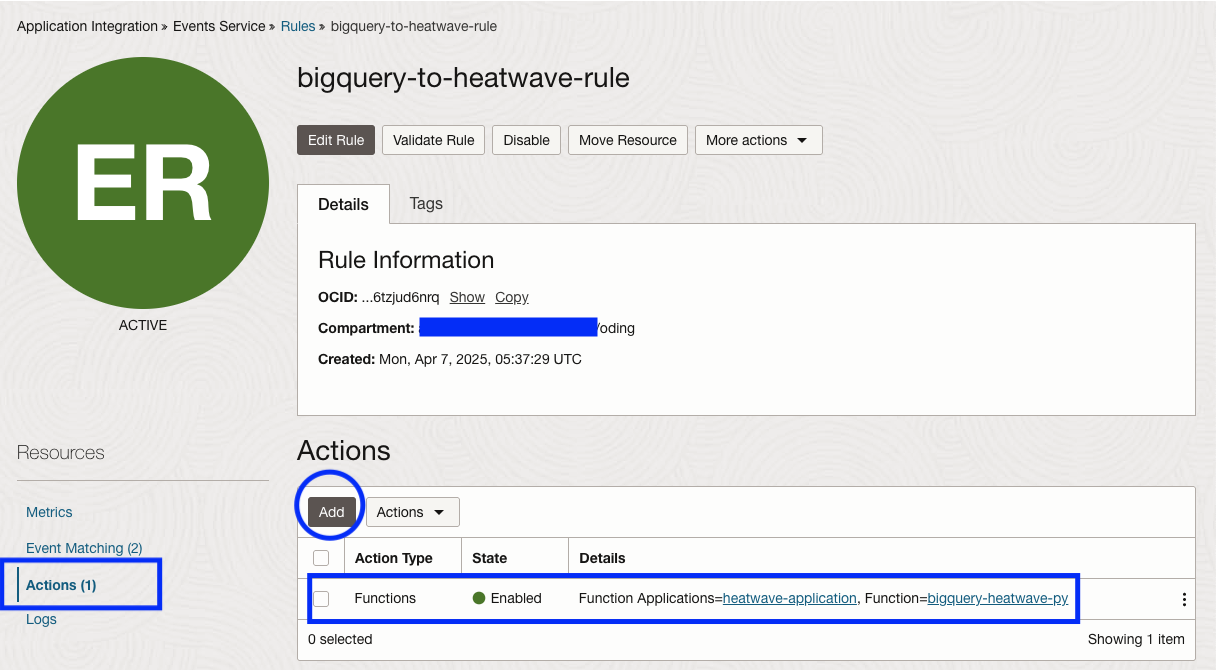 Application Integration » Events Service » Rules » bigquery-to-heatwave-rule
ER
ACTIVE
bigquery-to-heatwave-rule
Edit Rule Validate Rule Disable Move Resource More actions
Details Tags
Rule Information
OCID: ...6tzjud6nrq Show Copy
Compartment: /oding
Created: Mon, Apr 7, 2025, 05:37:29 UTC
Resources
Metrics
Event Matching (2)
Actions (1)
Logs
Actions
Add Actions
Action Type State Details
Functions Enabled Function Applications=heatwave-application, Function=bigquery-heatwave-py
0 selected Showing 1 item